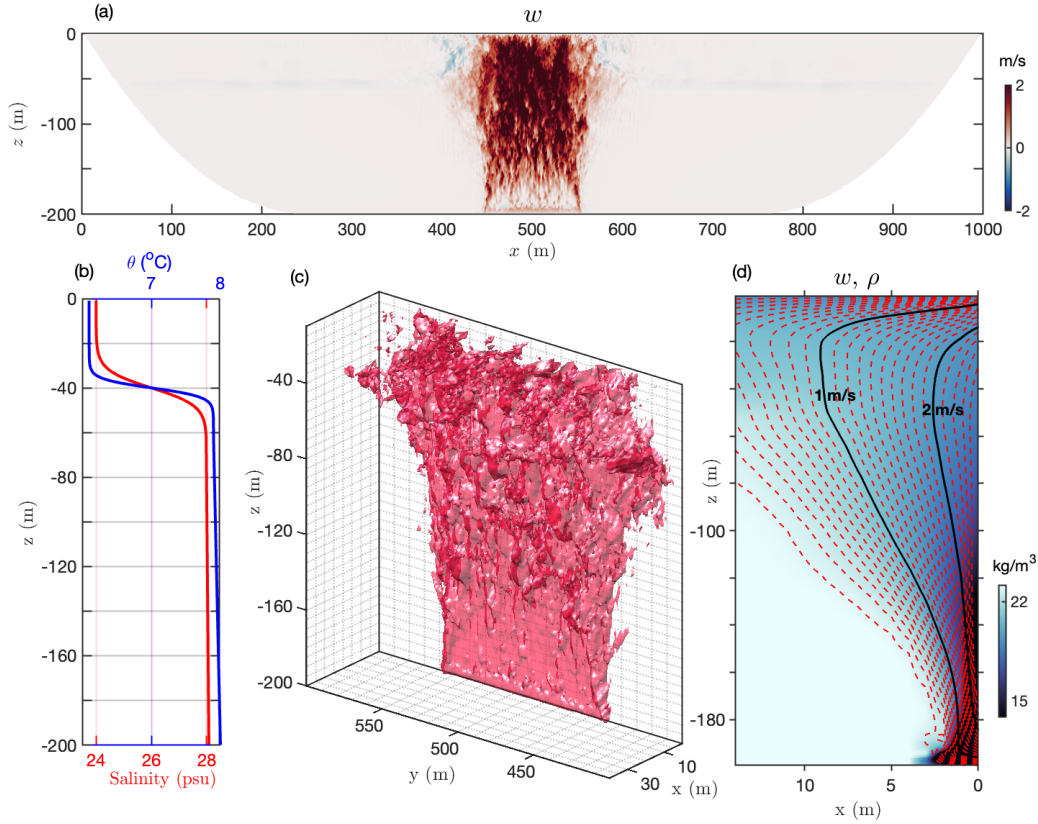 (a)
w
0
-50
-100
-200
z (m)
0
100
200
300
400
500
600
700
800
900
1000
x (m)
m/s
2
0
-2
(b)
θ (°C)
7
8
0
-40
-80
-120
-160
-200
z (m)
24
26
28
Salinity (psu)
(c)
-40
-80
-120
-160
-200
z (m)
550
500
450
y (m)
10
30
x (m)
(d)
w, ρ
1 m/s
2 m/s
-100
-180
z (m)
10
5
0
x (m)
kg/m³
22
15